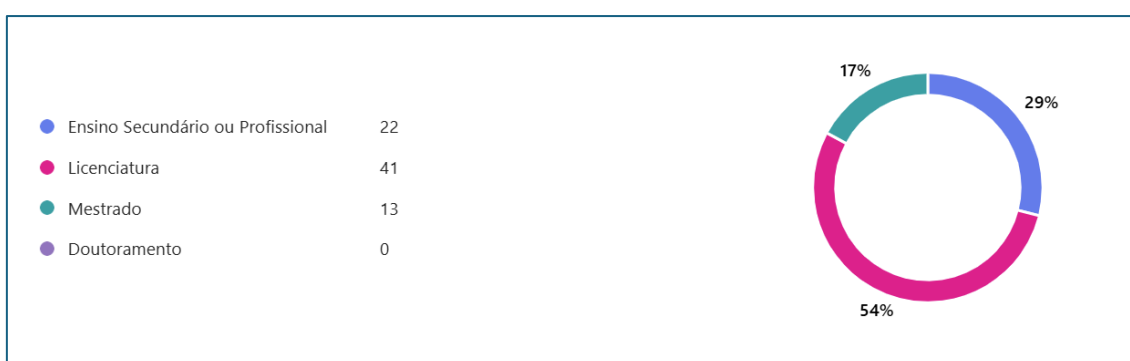 17%
29%
Ensino Secundário ou Profissional 22
Licenciatura 41
Mestrado 13
Doutoramento 0
54%